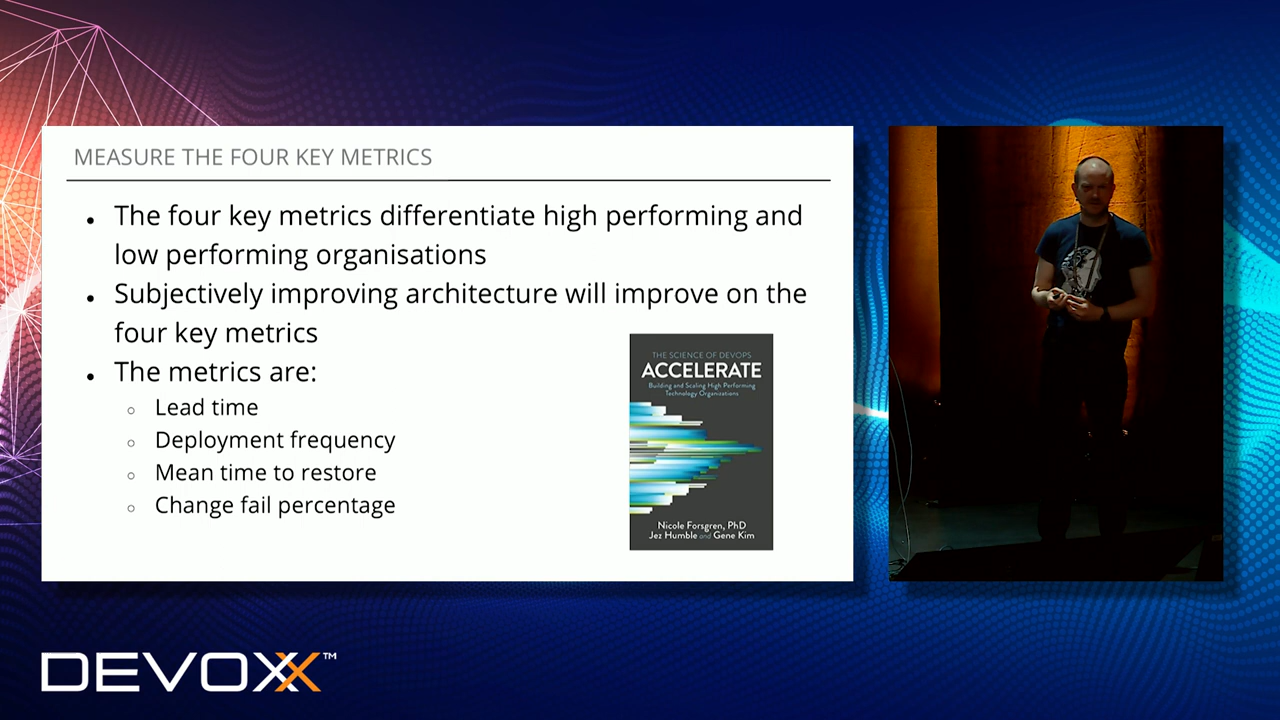 MEASURE THE FOUR KEY METRICS
The four key metrics differentiate high performing and
low performing organisations
Subjectively improving architecture will improve on the
four key metrics
The metrics are:
Lead time
Deployment frequency
Mean time to restore
Change fail percentage
THE SCIENCE OF DEVOPS
ACCELERATE
Building and Scaling High Performing
Technology Organizations
Nicole Forsgren, PhD
Jez Humble and Gene Kim
DEVOXX™